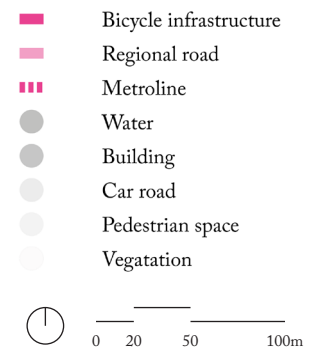 Bicycle infrastructure
Regional road
Metroline
Water
Building
Car road
Pedestrian space
Vegatation
0 20 50 100m